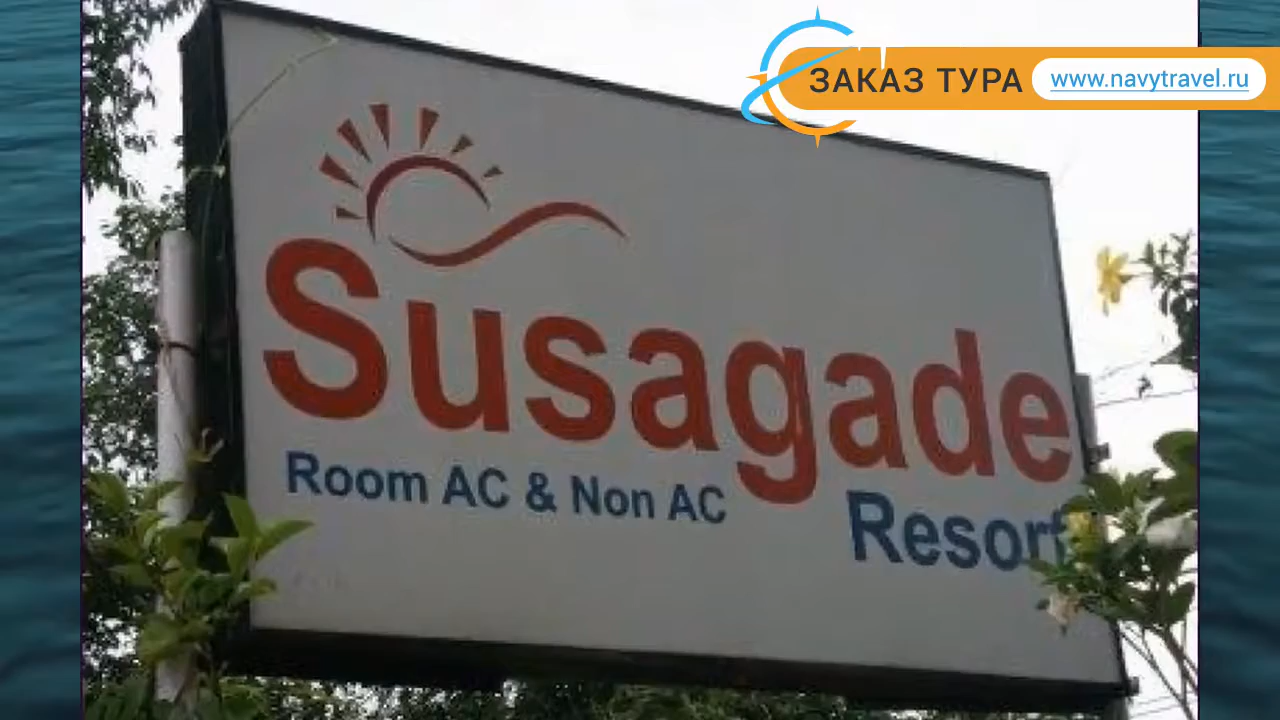 ЗАКАЗ ТУРА www.navytravel.ru
Susagade
Room AC & Non AC
Resort